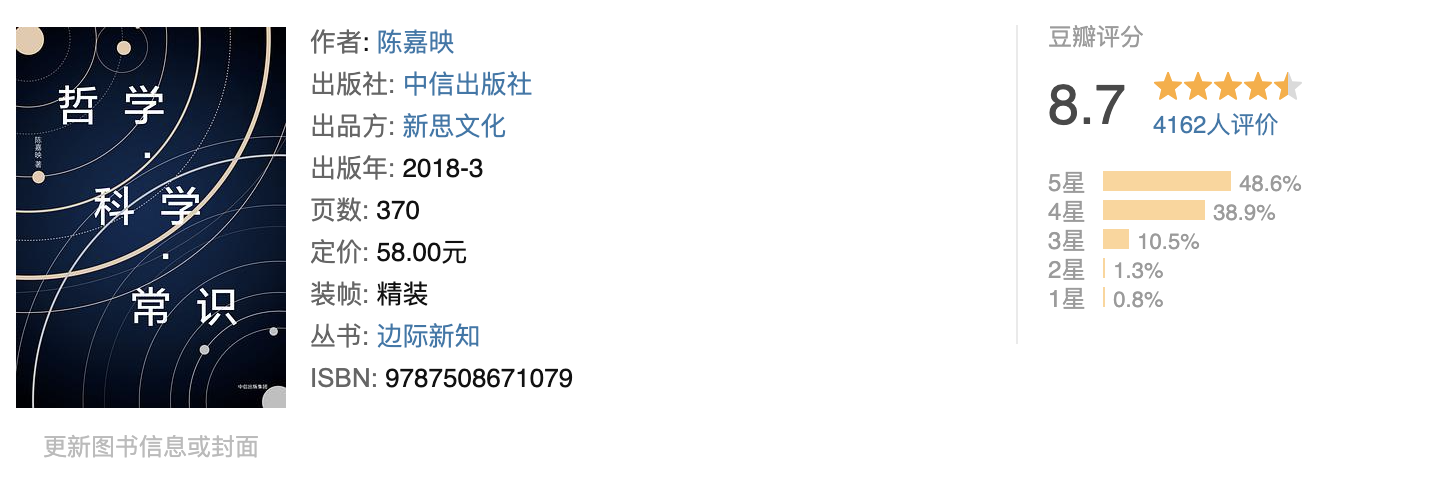 哲学
·
陈嘉映 著
科学
·
常识
中信出版集团
更新图书信息或封面
作者: 陈嘉映
出版社: 中信出版社
出品方: 新思文化
出版年: 2018-3
页数: 370
定价: 58.00元
装帧: 精装
丛书: 边际新知
ISBN: 9787508671079
豆瓣评分
8.7
4162人评价
5星 48.6%
4星 38.9%
3星 10.5%
2星 1.3%
1星 0.8%